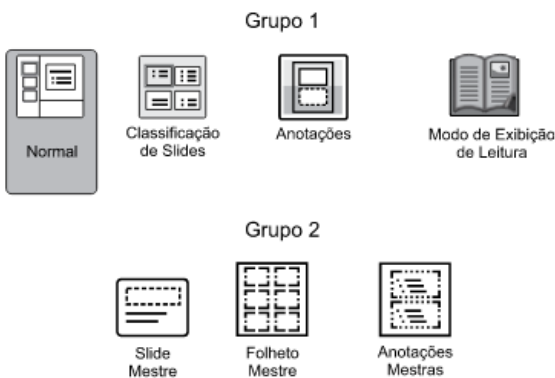 Grupo 1
Normal
Classificação
de Slides
Anotações
Modo de Exibição
de Leitura
Grupo 2
Slide
Mestre
Folheto
Mestre
Anotações
Mestras